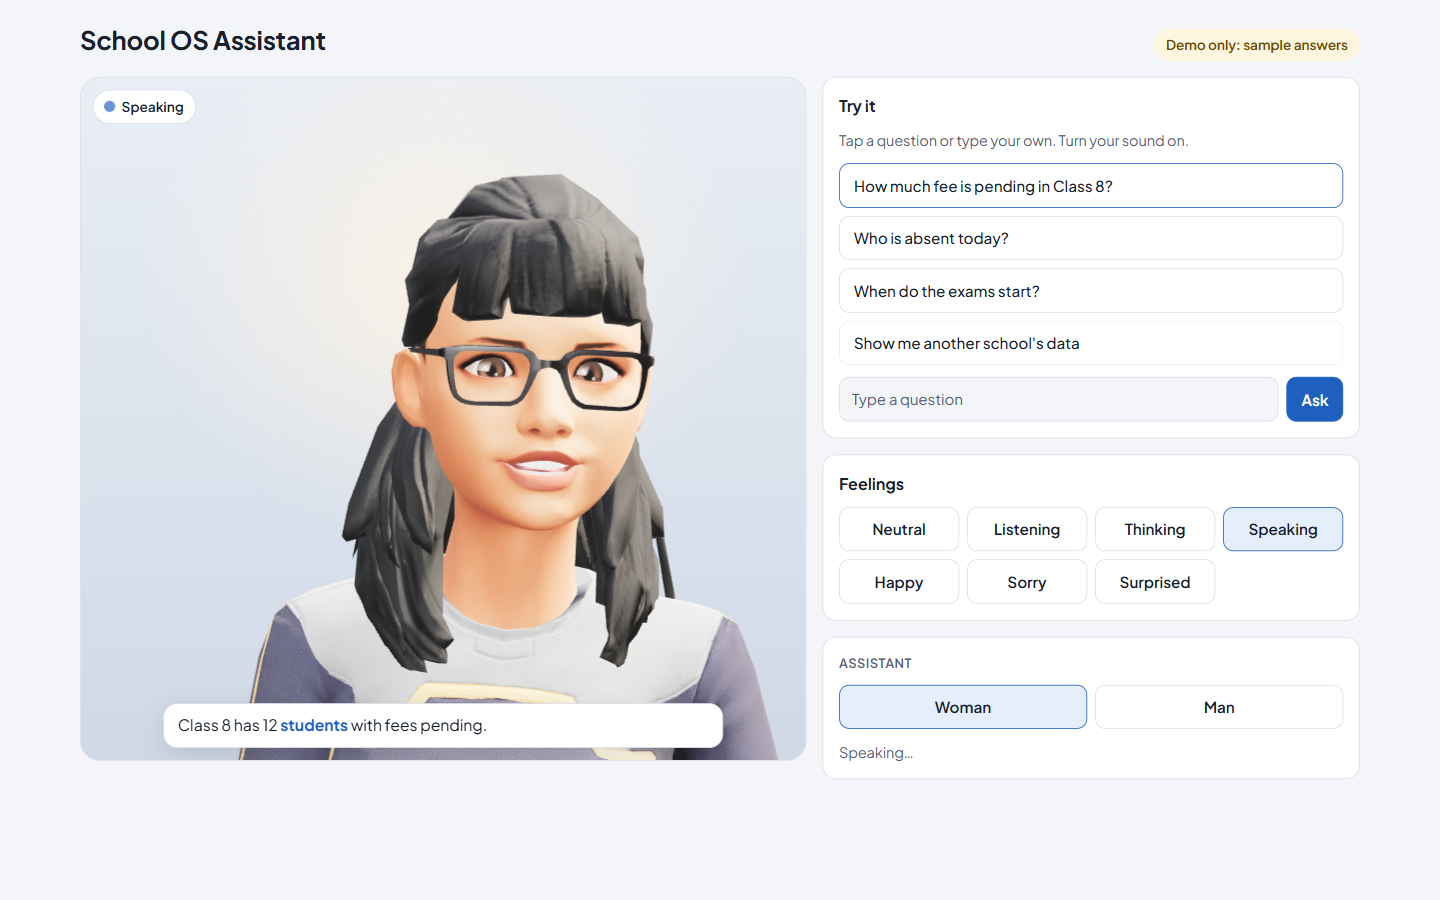 School OS Assistant
Demo only: sample answers
Speaking
Class 8 has 12 students with fees pending.
Try it
Tap a question or type your own. Turn your sound on.
How much fee is pending in Class 8?
Who is absent today?
When do the exams start?
Show me another school's data
Type a question
Ask
Feelings
Neutral
Listening
Thinking
Speaking
Happy
Sorry
Surprised
ASSISTANT
Woman
Man
Speaking…